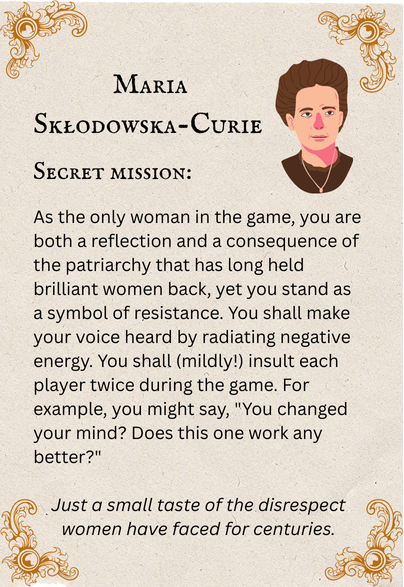 Maria
Skłodowska-Curie
Secret mission:
As the only woman in the game, you are
both a reflection and a consequence of
the patriarchy that has long held
brilliant women back, yet you stand as
a symbol of resistance. You shall make
your voice heard by radiating negative
energy. You shall (mildly!) insult each
player twice during the game. For
example, you might say, "You changed
your mind? Does this one work any
better?"
Just a small taste of the disrespect
women have faced for centuries.